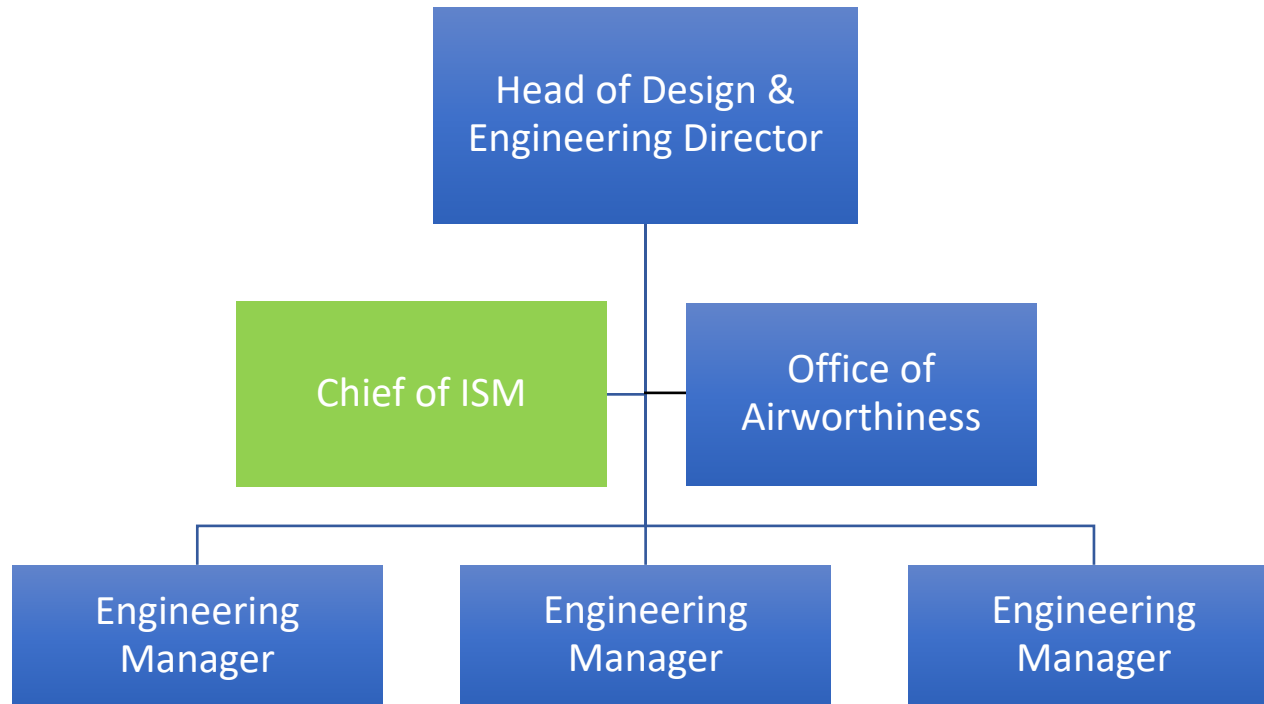 Head of Design &
Engineering Director
Chief of ISM
Office of
Airworthiness
Engineering
Manager
Engineering
Manager
Engineering
Manager